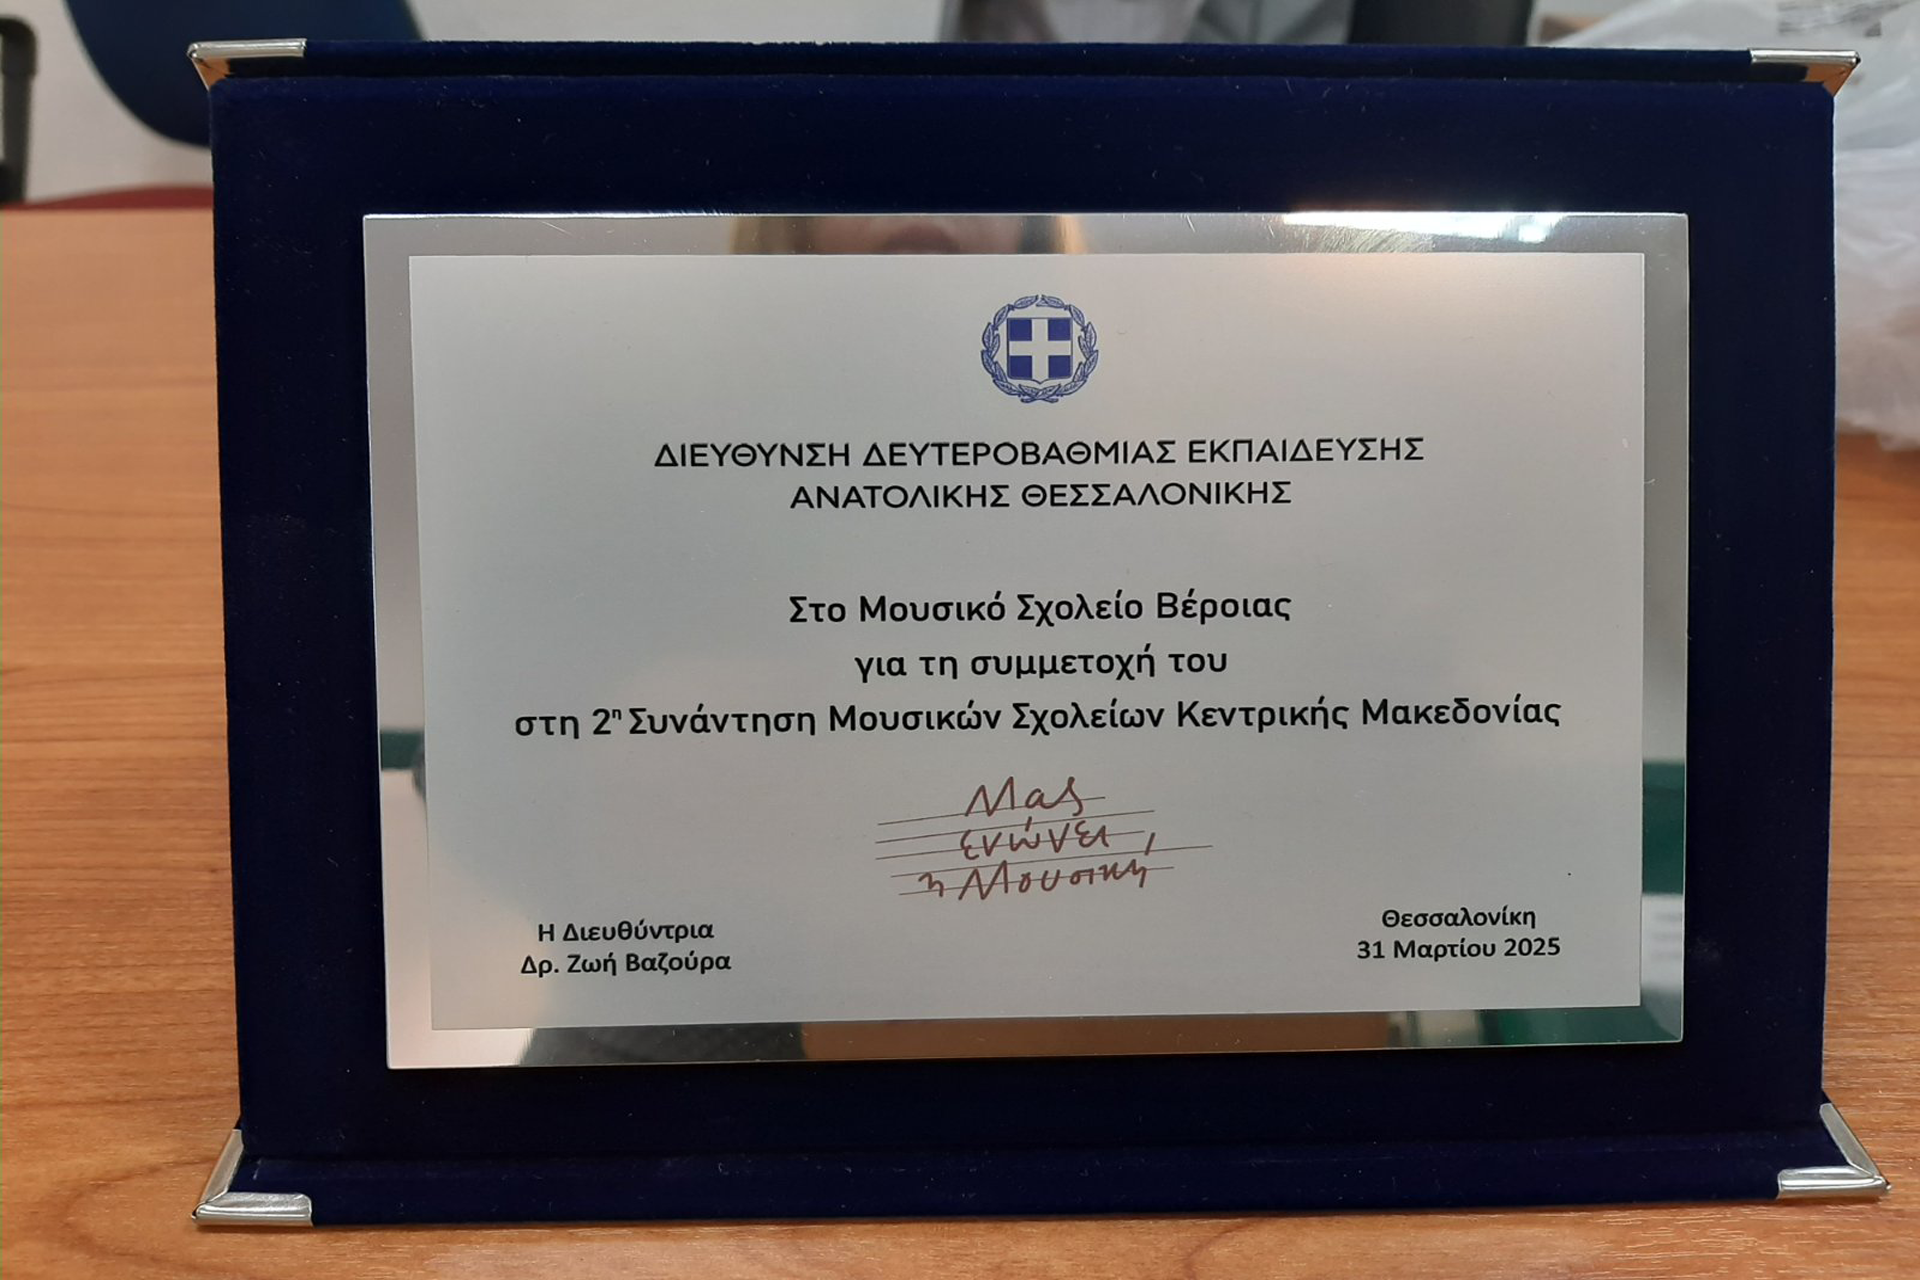 ΔΙΕΥΘΥΝΣΗ ΔΕΥΤΕΡΟΒΑΘΜΙΑΣ ΕΚΠΑΙΔΕΥΣΗΣ
ΑΝΑΤΟΛΙΚΗΣ ΘΕΣΣΑΛΟΝΙΚΗΣ
Στο Μουσικό Σχολείο Βέροιας
για τη συμμετοχή του
στη 2η Συνάντηση Μουσικών Σχολείων Κεντρικής Μακεδονίας
Μας
ενώνει
η Μουσική
Η Διευθύντρια
Δρ. Ζωή Βαζούρα
Θεσσαλονίκη
31 Μαρτίου 2025